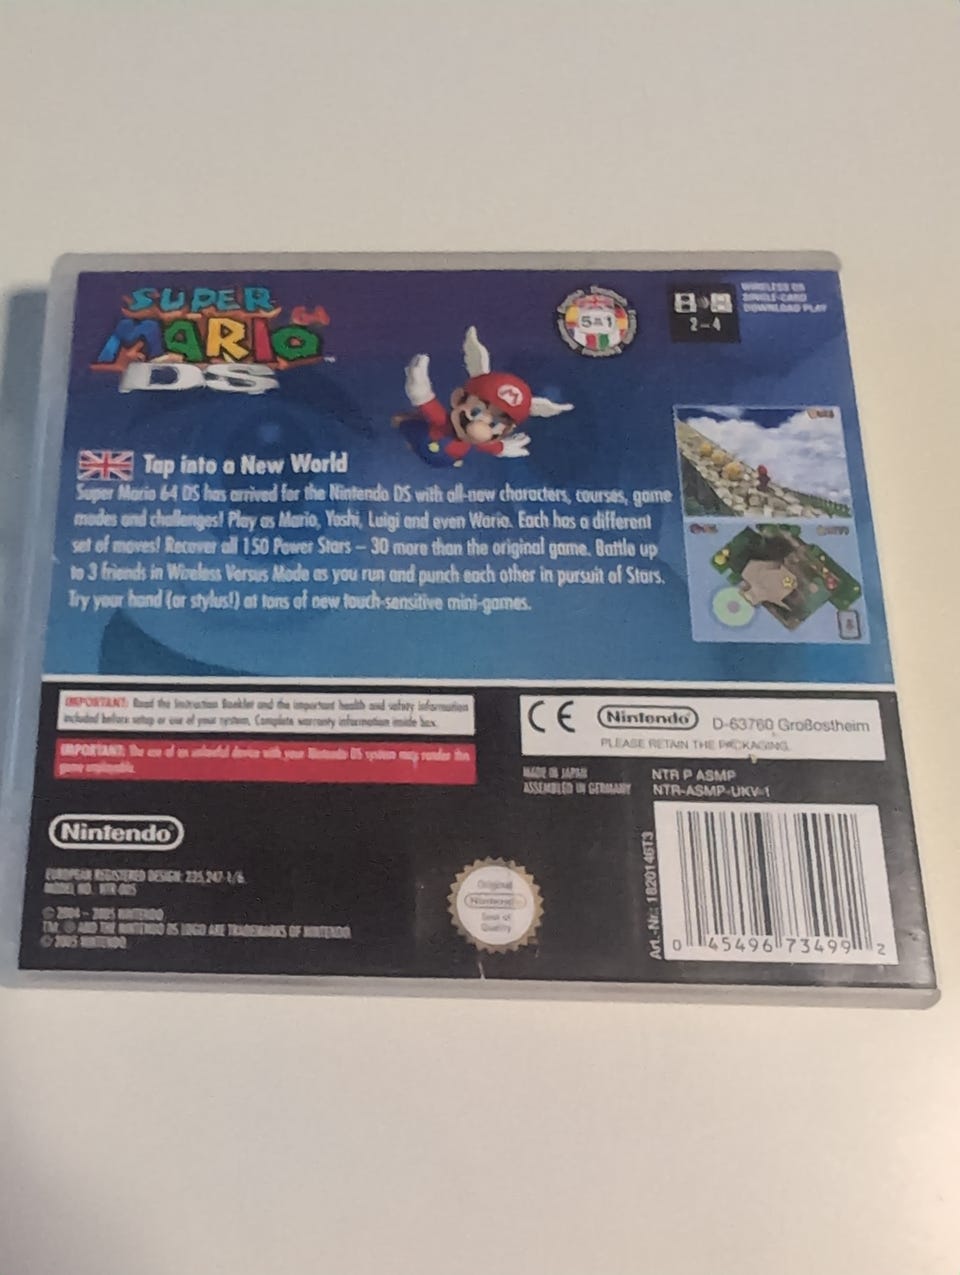 SUPER
MARIO 64
DS
TM
5 in 1
2-4
WIRELESS DS
SINGLE-CARD
DOWNLOAD PLAY
Tap into a New World
Super Mario 64 DS has arrived for the Nintendo DS with all-new characters, courses, game
modes and challenges! Play as Mario, Yoshi, Luigi and even Wario. Each has a different
set of moves! Recover all 150 Power Stars – 30 more than the original game. Battle up
to 3 friends in Wireless Versus Mode as you run and punch each other in pursuit of Stars.
Try your hand (or stylus!) at tons of new touch-sensitive mini-games.
IMPORTANT: Read the Instruction Booklet and the important health and safety information
included before setup or use of your system. Complete warranty information inside box.
IMPORTANT: The use of an unlawful device with your Nintendo DS system may render this
game unplayable.
CE
Nintendo
D-63760 Großostheim
PLEASE RETAIN THE PACKAGING.
MADE IN JAPAN
ASSEMBLED IN GERMANY
NTR P ASMP
NTR-ASMP-UKV-1
Nintendo
EUROPEAN REGISTERED DESIGN: 235,247-1/6.
MODEL NO. NTR-005
© 2004 – 2005 NINTENDO
TM, ® AND THE NINTENDO DS LOGO ARE TRADEMARKS OF NINTENDO.
© 2005 NINTENDO
Original
Nintendo
Seal of
Quality
Art.-Nr.: 1820146T3
0 45496 73499 2